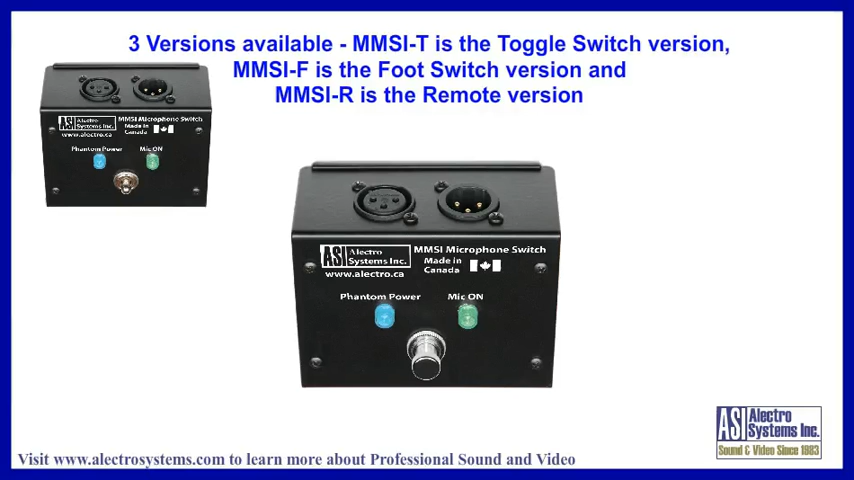 3 Versions available - MMSI-T is the Toggle Switch version,
MMSI-F is the Foot Switch version and
MMSI-R is the Remote version
ASI Alectro Systems Inc.
MMSI Microphone Switch
Made in
Canada
www.alectro.ca
Phantom Power Mic ON
ASI Alectro
Systems Inc.
MMSI Microphone Switch
Made in
Canada
www.alectro.ca
Phantom Power Mic ON
ASI Alectro
Systems Inc.
Sound & Video Since 1983
Visit www.alectrosystems.com to learn more about Professional Sound and Video